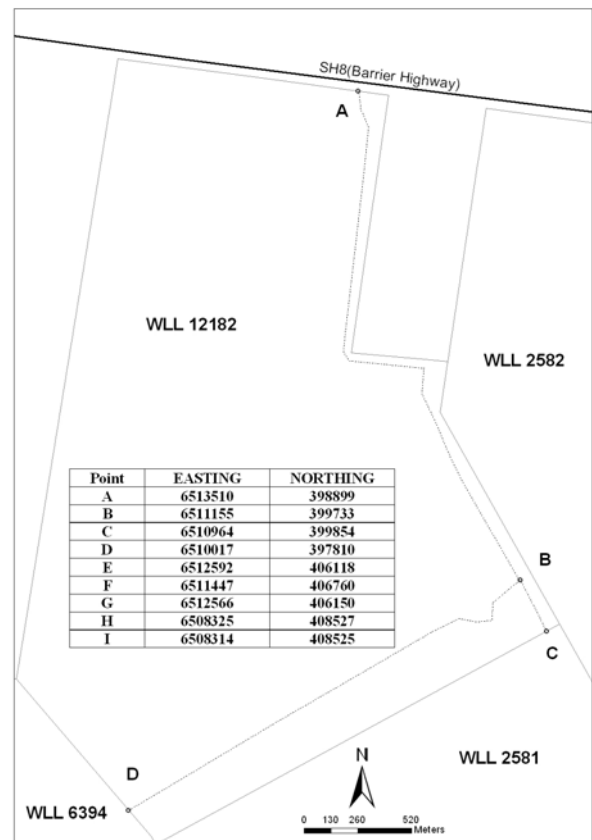 SH8(Barrier Highway)
A
WLL 12182
WLL 2582
Point EASTING NORTHING
A 6513510 398899
B 6511155 399733
C 6510964 399854
D 6510017 397810
E 6512592 406118
F 6511447 406760
G 6512566 406150
H 6508325 408527
I 6508314 408525
B
C
N
WLL 2581
D
WLL 6394
0 130 260 520
Meters